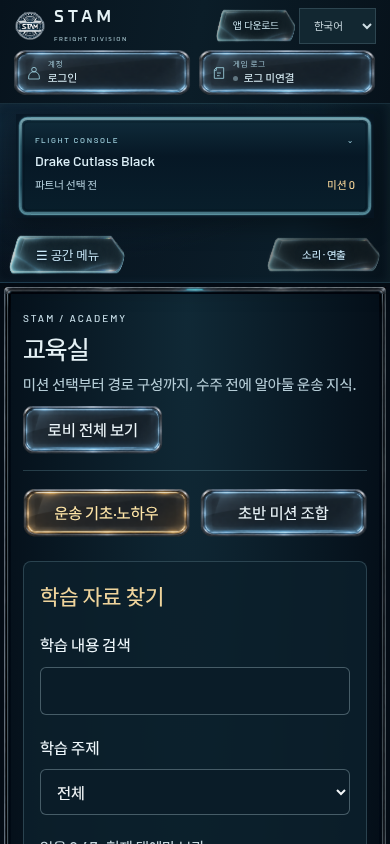 STAM
STAM
FREIGHT DIVISION
앱 다운로드
한국어
계정
로그인
게임 로그
로그 미연결
FLIGHT CONSOLE
Drake Cutlass Black
파트너 선택 전
미션 0
☰ 공간 메뉴
소리·연출
STAM / ACADEMY
교육실
미션 선택부터 경로 구성까지, 수주 전에 알아둘 운송 지식.
로비 전체 보기
운송 기초·노하우
초반 미션 조합
학습 자료 찾기
학습 내용 검색
학습 주제
전체